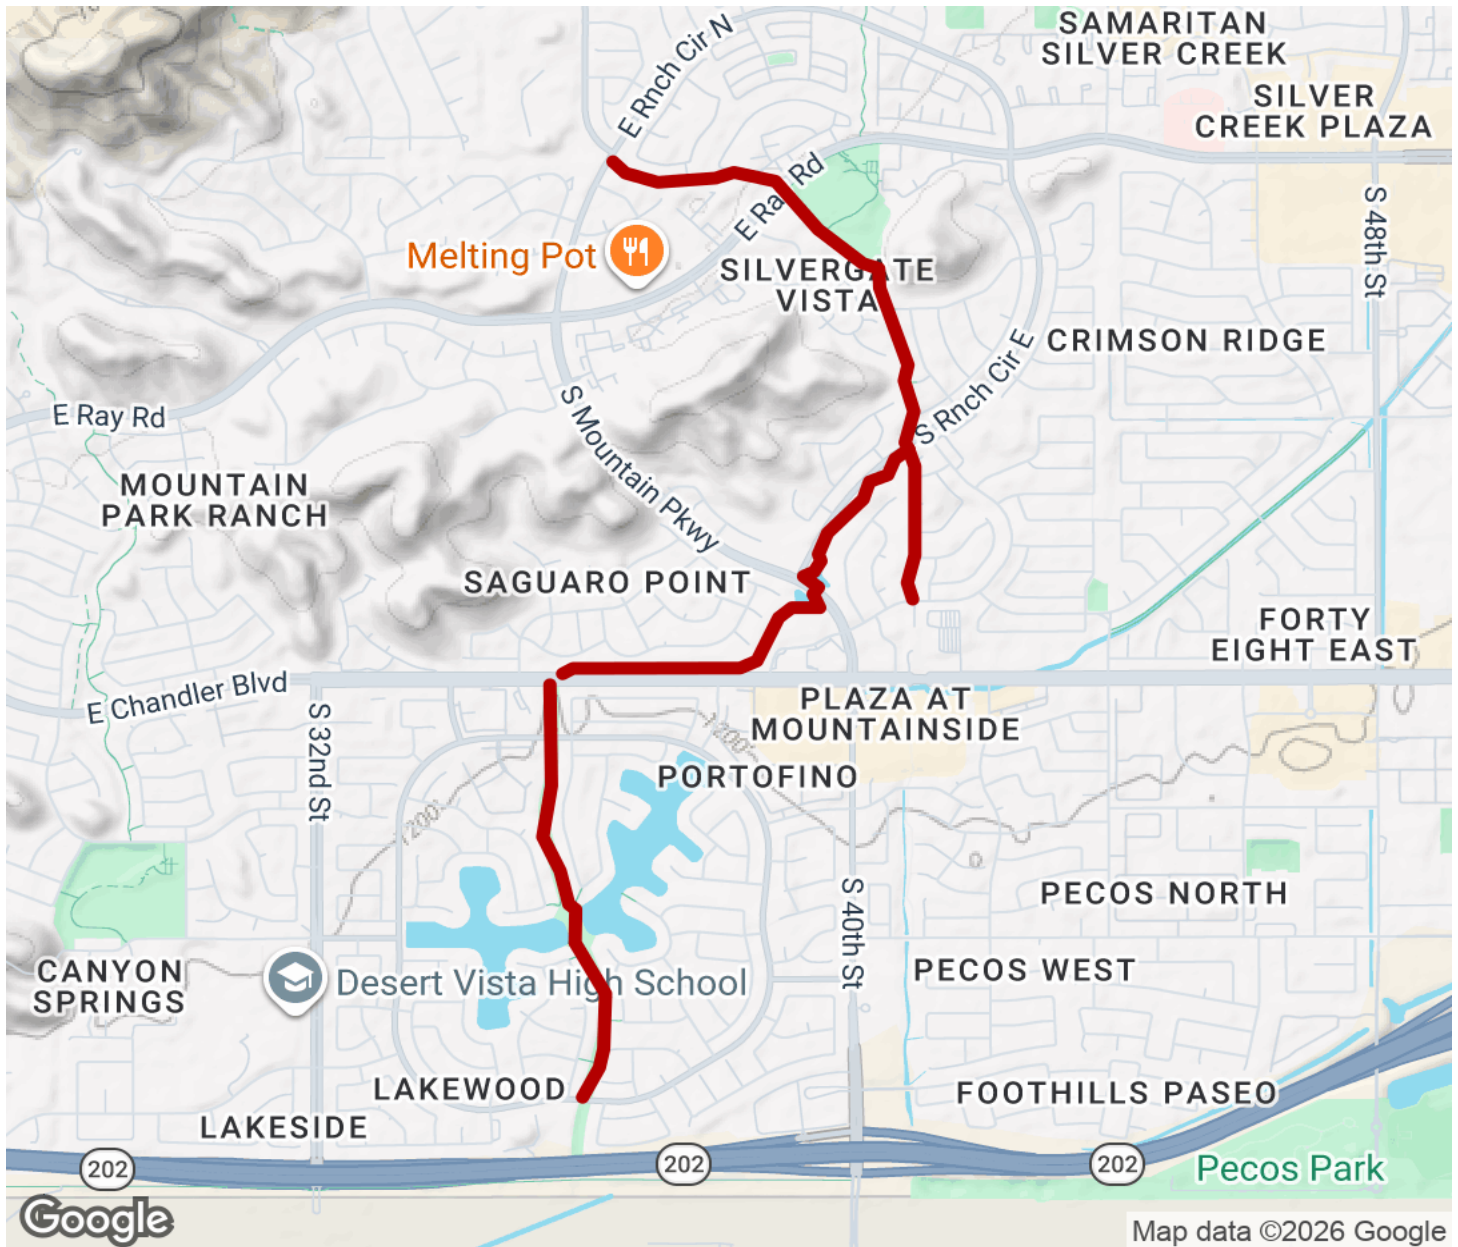 SAMARITAN
SILVER CREEK
E Rnch Cir N
SILVER
CREEK PLAZA
E Ray Rd
S 48th St
Melting Pot
SILVERGATE
VISTA
CRIMSON RIDGE
S Rnch Cir E
E Ray Rd
S Mountain Pkwy
MOUNTAIN
PARK RANCH
SAGUARO POINT
FORTY
EIGHT EAST
E Chandler Blvd
S 32nd St
PLAZA AT
MOUNTAINSIDE
1200'
PORTOFINO
1200'
S 40th St
PECOS NORTH
CANYON
SPRINGS
Desert Vista High School
PECOS WEST
LAKEWOOD
FOOTHILLS PASEO
LAKESIDE
202
202
202
Pecos Park
Google
Map data ©2026 Google